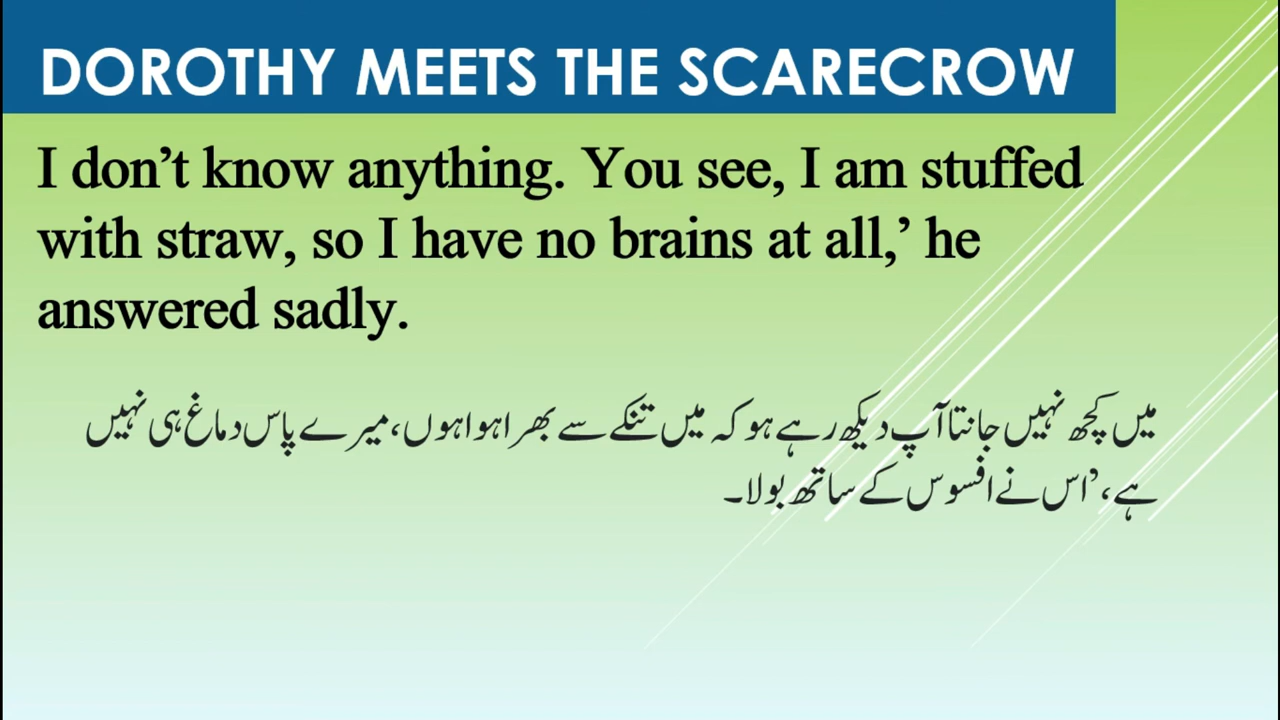 DOROTHY MEETS THE SCARECROW
I don’t know anything. You see, I am stuffed
with straw, so I have no brains at all,’ he
answered sadly.
میں کچھ نہیں جانتا آپ دیکھ رہے ہو کہ میں تنکے سے بھرا ہوا ہوں، میرے پاس دماغ ہی نہیں
ہے، ’اس نے افسوس کے ساتھ بولا۔